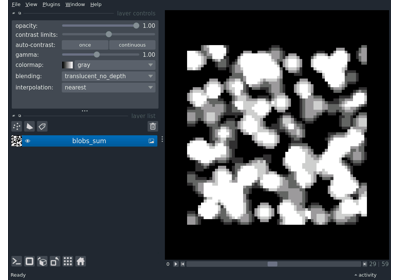 File View Plugins Window Help
layer controls
opacity: 1.00
contrast limits:
auto-contrast: once continuous
gamma: 1.00
colormap: gray
blending: translucent_no_depth
interpolation: nearest
layer list
blobs_sum
29 59
Ready activity